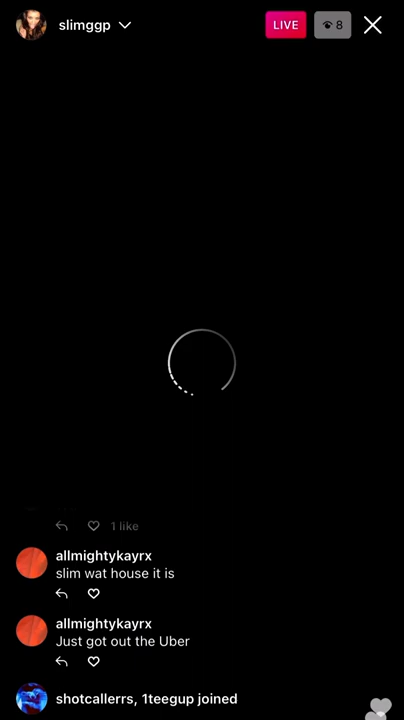 slimggp
LIVE
8
1 like
allmightykayrx
slim wat house it is
allmightykayrx
Just got out the Uber
shotcallerrs, 1teegup joined